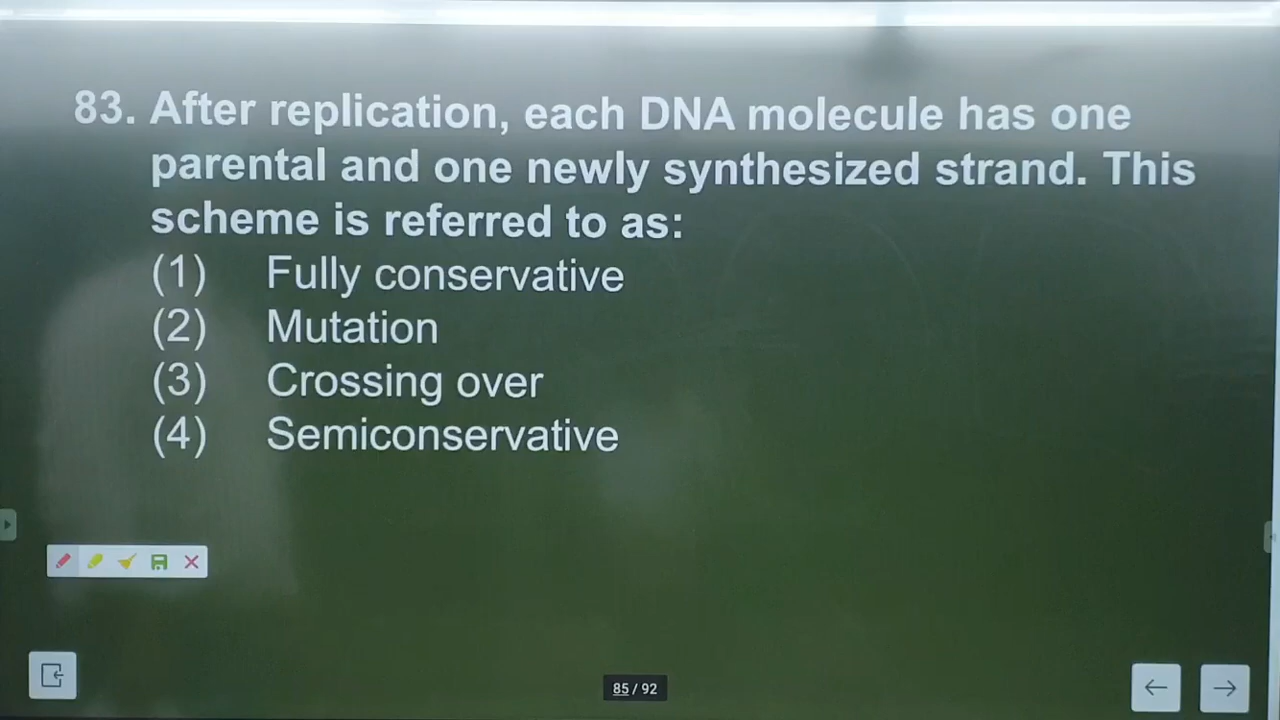 83. After replication, each DNA molecule has one
parental and one newly synthesized strand. This
scheme is referred to as:
(1) Fully conservative
(2) Mutation
(3) Crossing over
(4) Semiconservative
85 / 92